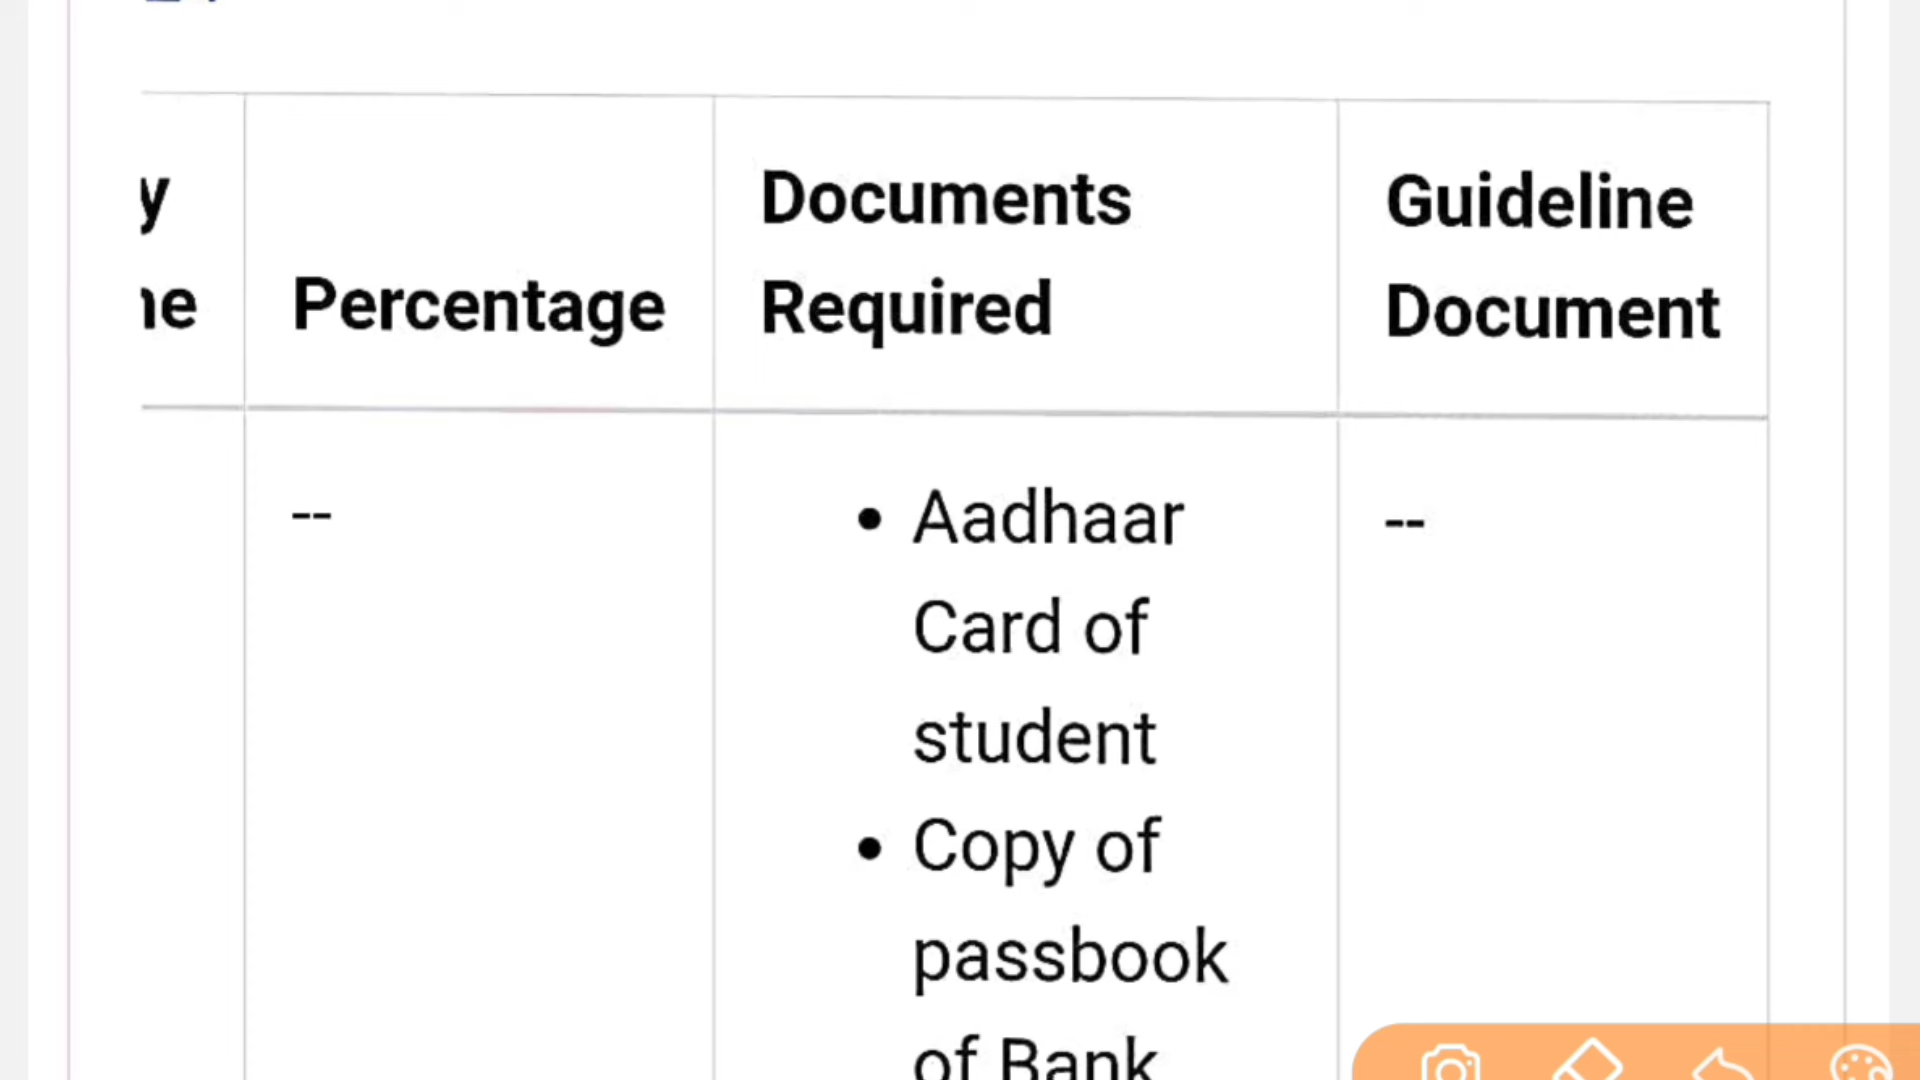 y
ne
Percentage
Documents
Required
Guideline
Document
--
• Aadhaar
Card of
student
• Copy of
passbook
of Bank
--